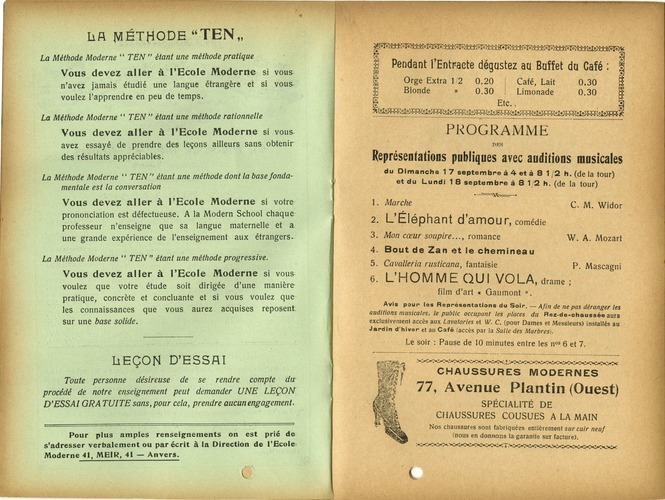 LA MÉTHODE "TEN„
La Méthode Moderne " TEN " étant une méthode pratique
Vous devez aller à l'Ecole Moderne si vous
n'avez jamais étudié une langue étrangère et si vous
voulez l'apprendre en peu de temps.
La Méthode Moderne " TEN " étant une méthode rationnelle
Vous devez aller à l'Ecole Moderne si vous
avez essayé de prendre des leçons ailleurs sans obtenir
des résultats appréciables.
La Méthode Moderne " TEN " étant une méthode dont la base fonda-
mentale est la conversation
Vous devez aller à l'Ecole Moderne si votre
prononciation est défectueuse. A la Modern School chaque
professeur n'enseigne que sa langue maternelle et a
une grande expérience de l'enseignement aux étrangers.
La Méthode Moderne " TEN " étant une méthode progressive.
Vous devez aller à l'Ecole Moderne si vous
voulez que votre étude soit dirigée d'une manière
pratique, concrète et concluante et si vous voulez que
les connaissances que vous aurez acquises reposent
sur une base solide.
LEÇON D'ESSAI
Toute personne désireuse de se rendre compte du
procédé de notre enseignement peut demander UNE LEÇON
D'ESSAI GRATUITE sans, pour cela, prendre aucun engagement.
Pour plus amples renseignements on est prié de
s'adresser verbalement ou par écrit à la Direction de l'Ecole
Moderne 41, MEIR, 41 — Anvers.
Pendant l'Entracte dégustez au Buffet du Café :
Orge Extra 1/2 0.20 Café, Lait 0.30
Blonde " 0.30 Limonade 0.30
Etc.
PROGRAMME
DES
Représentations publiques avec auditions musicales
du Dimanche 17 septembre à 4 et à 8 1/2 h. (de la tour)
et du Lundi 18 septembre à 8 1/2 h. (de la tour)
1. Marche C. M. Widor
2. L'Éléphant d'amour, comédie
3. Mon cœur soupire..., romance W. A. Mozart
4. Bout de Zan et le chemineau
5. Cavalleria rusticana, fantaisie P. Mascagni
6. L'HOMME QUI VOLA, drame ;
film d'art « Gaumont ».
Avis pour les Représentations du Soir. — Afin de ne pas déranger les
auditions musicales, le public occupant les places du Rez-de-chaussée aura
exclusivement accès aux Lavatories et W. C. (pour Dames et Messieurs) installés au
Jardin d'hiver et au Café (accès par la Salle des Marbres).
Le soir : Pause de 10 minutes entre les nos 6 et 7.
CHAUSSURES MODERNES
77, Avenue Plantin (Ouest)
SPÉCIALITÉ DE
CHAUSSURES COUSUES A LA MAIN
Nos chaussures sont fabriquées entièrement sur cuir neuf
(nous en donnons la garantie sur facture).